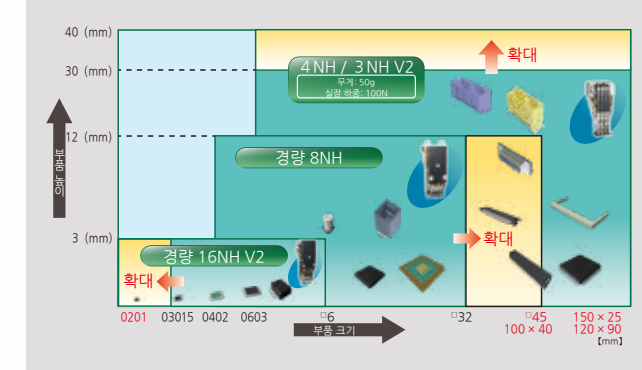 40 (mm)
확대
4NH / 3NH V2
무게: 50g
실장 하중: 100N
30 (mm)
12 (mm)
경량 8NH
부품 높이
3 (mm)
확대
경량 16NH V2
확대
0201
03015
0402
0603
□6
□32
□45
100 × 40
150 × 25
120 × 90
부품 크기
【mm】